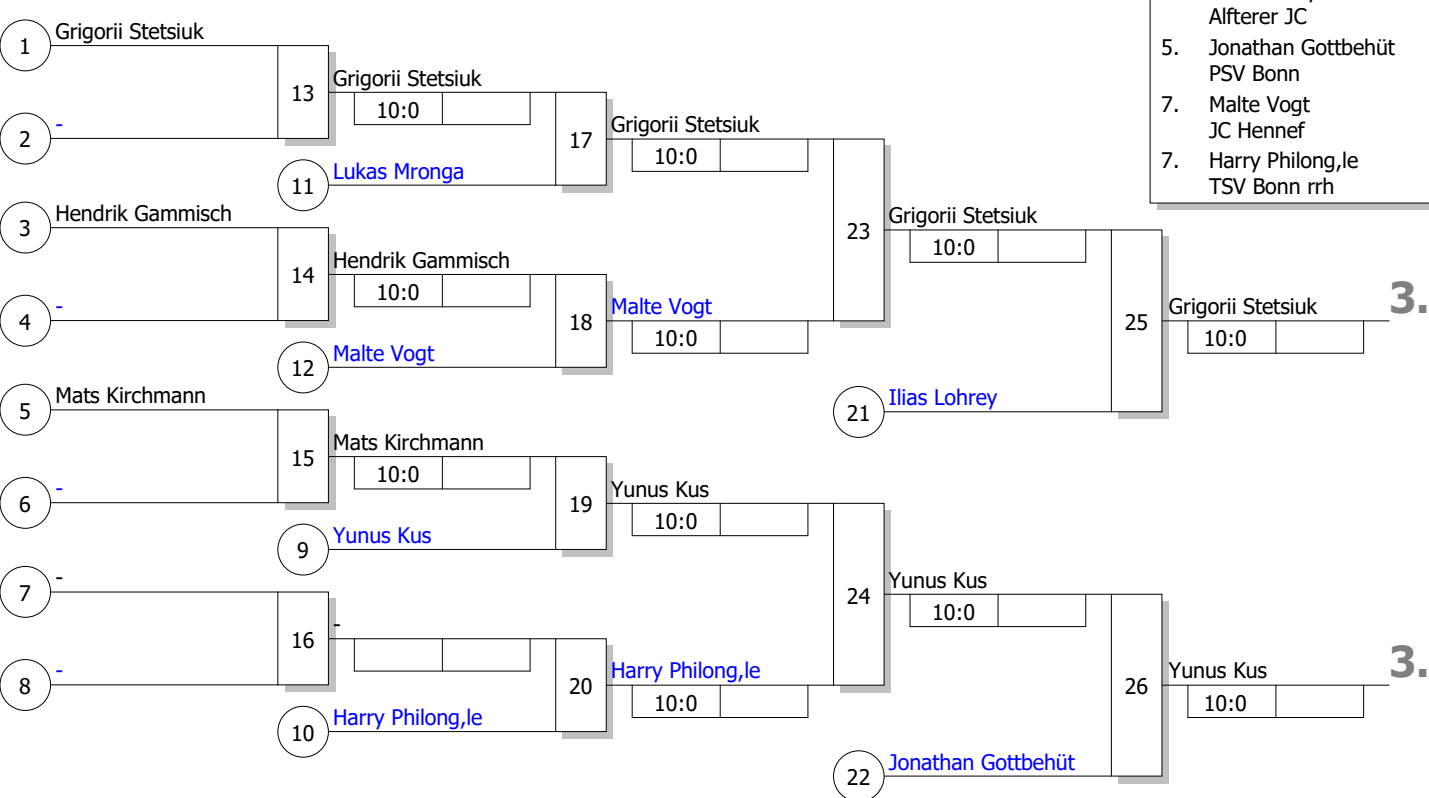 Alfterer JC
5. Jonathan Gottbehüt
PSV Bonn
7. Malte Vogt
JC Hennef
7. Harry Philong,le
TSV Bonn rrh
1 Grigorii Stetsiuk
2 -
13 Grigorii Stetsiuk
10:0
11 Lukas Mronga
17 Grigorii Stetsiuk
10:0
3 Hendrik Gammisch
4 -
14 Hendrik Gammisch
10:0
12 Malte Vogt
18 Malte Vogt
10:0
23 Grigorii Stetsiuk
10:0
21 Ilias Lohrey
25 Grigorii Stetsiuk
10:0
3.
5 Mats Kirchmann
6 -
15 Mats Kirchmann
10:0
9 Yunus Kus
19 Yunus Kus
10:0
7 -
8 -
16 -
10 Harry Philong,le
20 Harry Philong,le
10:0
24 Yunus Kus
10:0
22 Jonathan Gottbehüt
26 Yunus Kus
10:0
3.